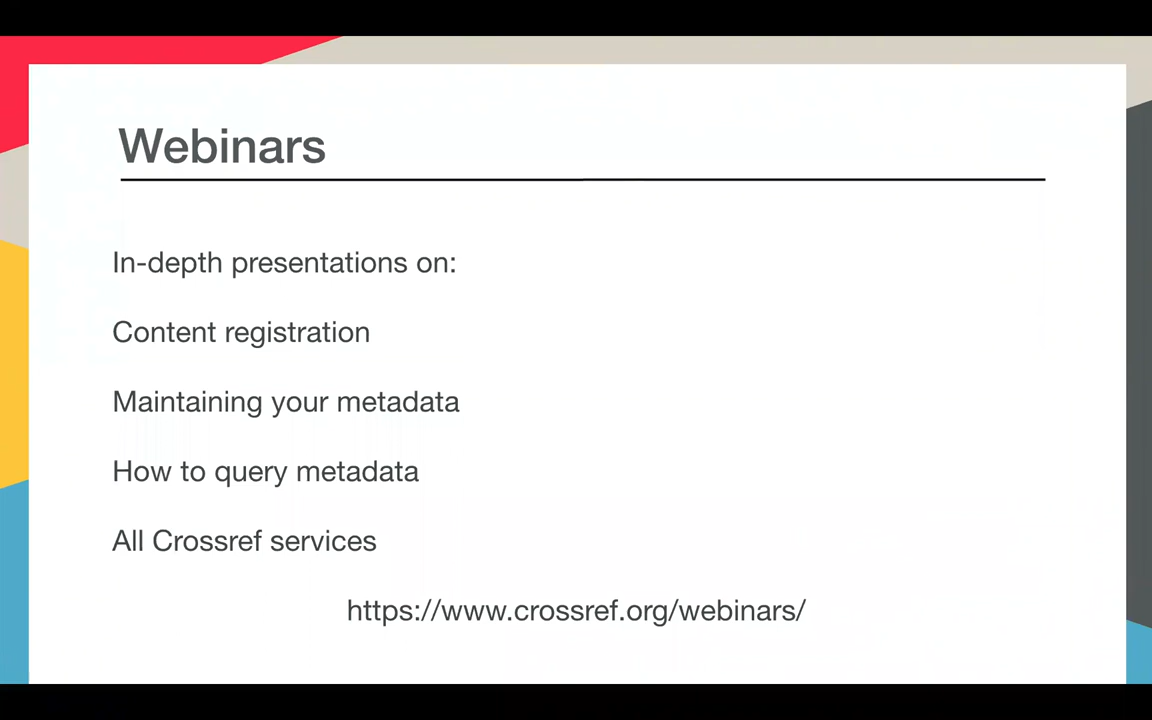 Webinars
In-depth presentations on:
Content registration
Maintaining your metadata
How to query metadata
All Crossref services
https://www.crossref.org/webinars/